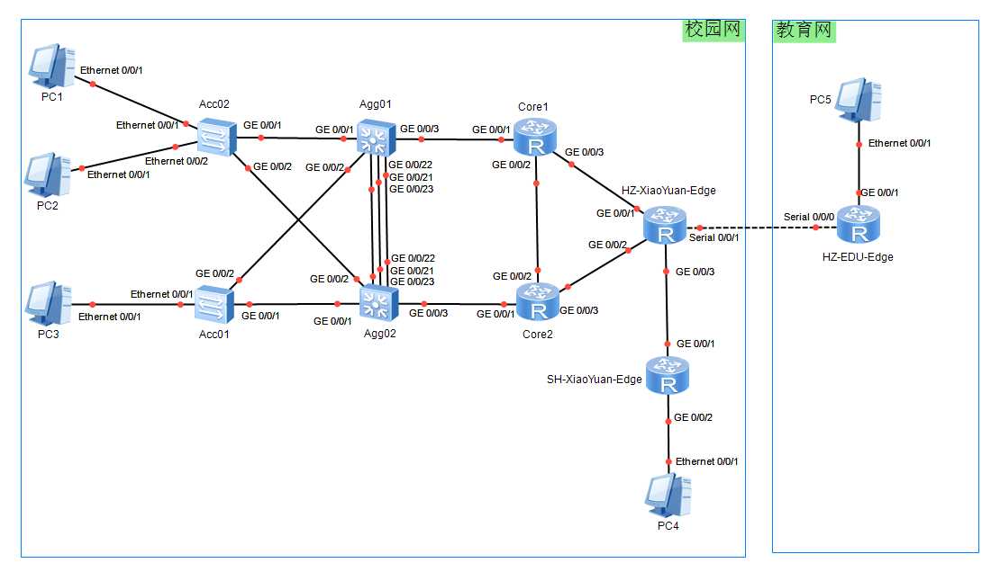 校园网
教育网
PC1
Ethernet 0/0/1
PC2
Ethernet 0/0/1
Acc02
Ethernet 0/0/1
Ethernet 0/0/2
GE 0/0/1
GE 0/0/2
Agg01
GE 0/0/1
GE 0/0/2
GE 0/0/3
GE 0/0/22
GE 0/0/21
GE 0/0/23
Core1
GE 0/0/1
GE 0/0/2
GE 0/0/3
HZ-XiaoYuan-Edge
GE 0/0/1
GE 0/0/2
Serial 0/0/1
GE 0/0/3
PC5
Ethernet 0/0/1
GE 0/0/1
Serial 0/0/0
HZ-EDU-Edge
PC3
Ethernet 0/0/1
Acc01
Ethernet 0/0/1
GE 0/0/2
GE 0/0/1
GE 0/0/22
GE 0/0/21
GE 0/0/23
GE 0/0/2
GE 0/0/1
GE 0/0/3
Agg02
GE 0/0/2
GE 0/0/1
GE 0/0/3
Core2
GE 0/0/1
SH-XiaoYuan-Edge
GE 0/0/2
Ethernet 0/0/1
PC4